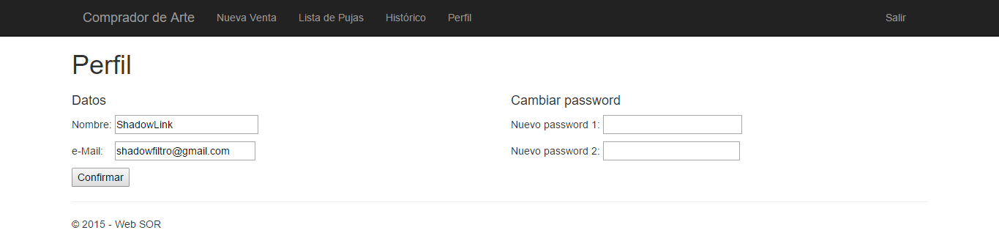 Comprador de Arte Nueva Venta Lista de Pujas Histórico Perfil Salir
Perfil
Datos
Nombre: ShadowLink
e-Mail: shadowfiltro@gmail.com
Confirmar
Cambiar password
Nuevo password 1:
Nuevo password 2:
© 2015 - Web SOR